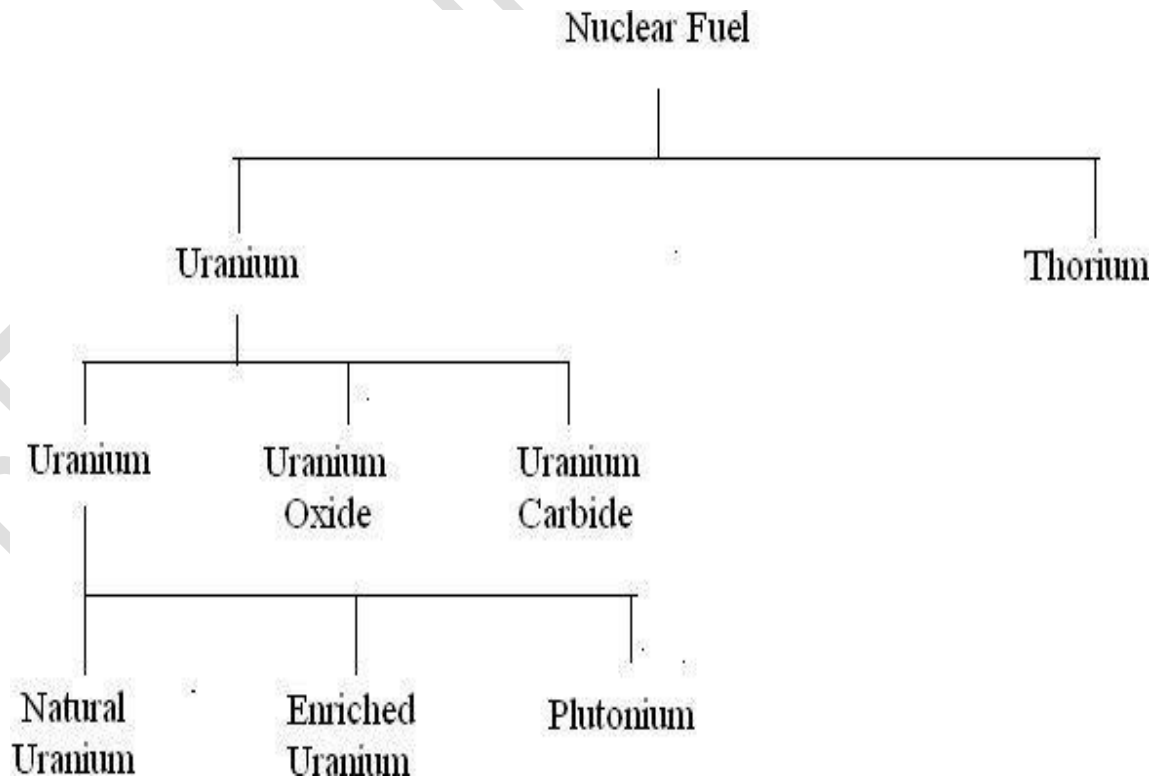 Nuclear Fuel
Uranium
Thorium
Uranium
Uranium
Oxide
Uranium
Carbide
Natural
Uranium
Enriched
Uranium
Plutonium